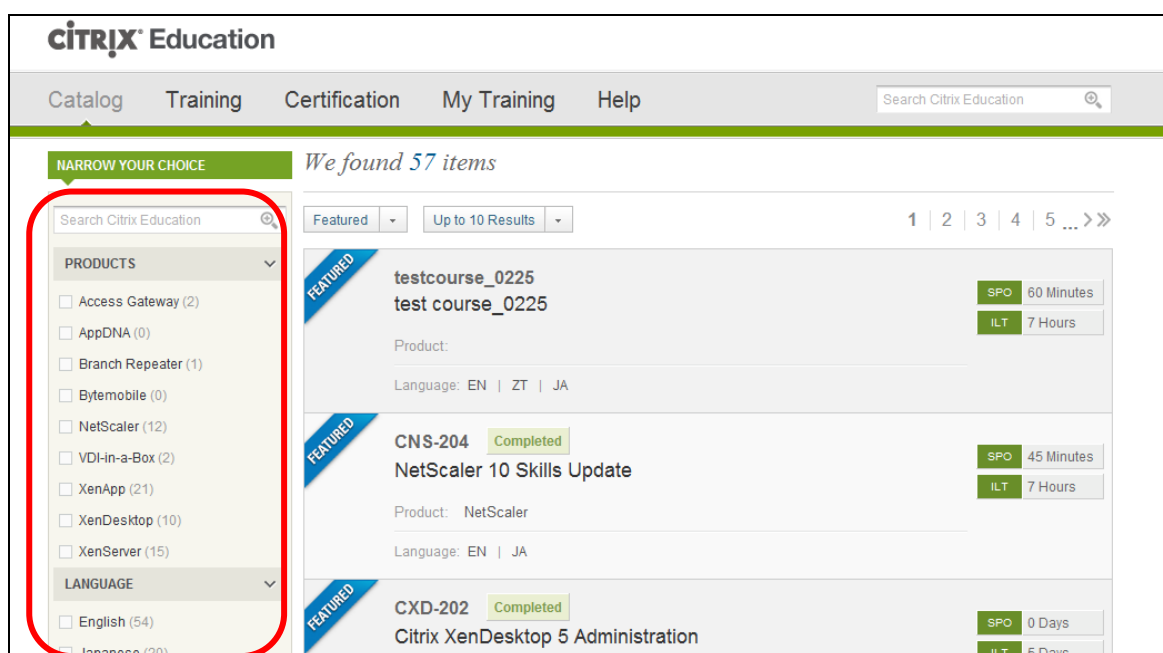 CITRIX® Education
Catalog Training Certification My Training Help Search Citrix Education
NARROW YOUR CHOICE
Search Citrix Education
PRODUCTS
Access Gateway (2)
AppDNA (0)
Branch Repeater (1)
Bytemobile (0)
NetScaler (12)
VDI-in-a-Box (2)
XenApp (21)
XenDesktop (10)
XenServer (15)
LANGUAGE
English (54)
Japanese (20)
We found 57 items
Featured Up to 10 Results 1 | 2 | 3 | 4 | 5 ...
FEATURED
testcourse_0225
test course_0225
Product:
Language: EN | ZT | JA
SPO 60 Minutes
ILT 7 Hours
FEATURED
CNS-204 Completed
NetScaler 10 Skills Update
Product: NetScaler
Language: EN | JA
SPO 45 Minutes
ILT 7 Hours
FEATURED
CXD-202 Completed
Citrix XenDesktop 5 Administration
SPO 0 Days
ILT 5 Days